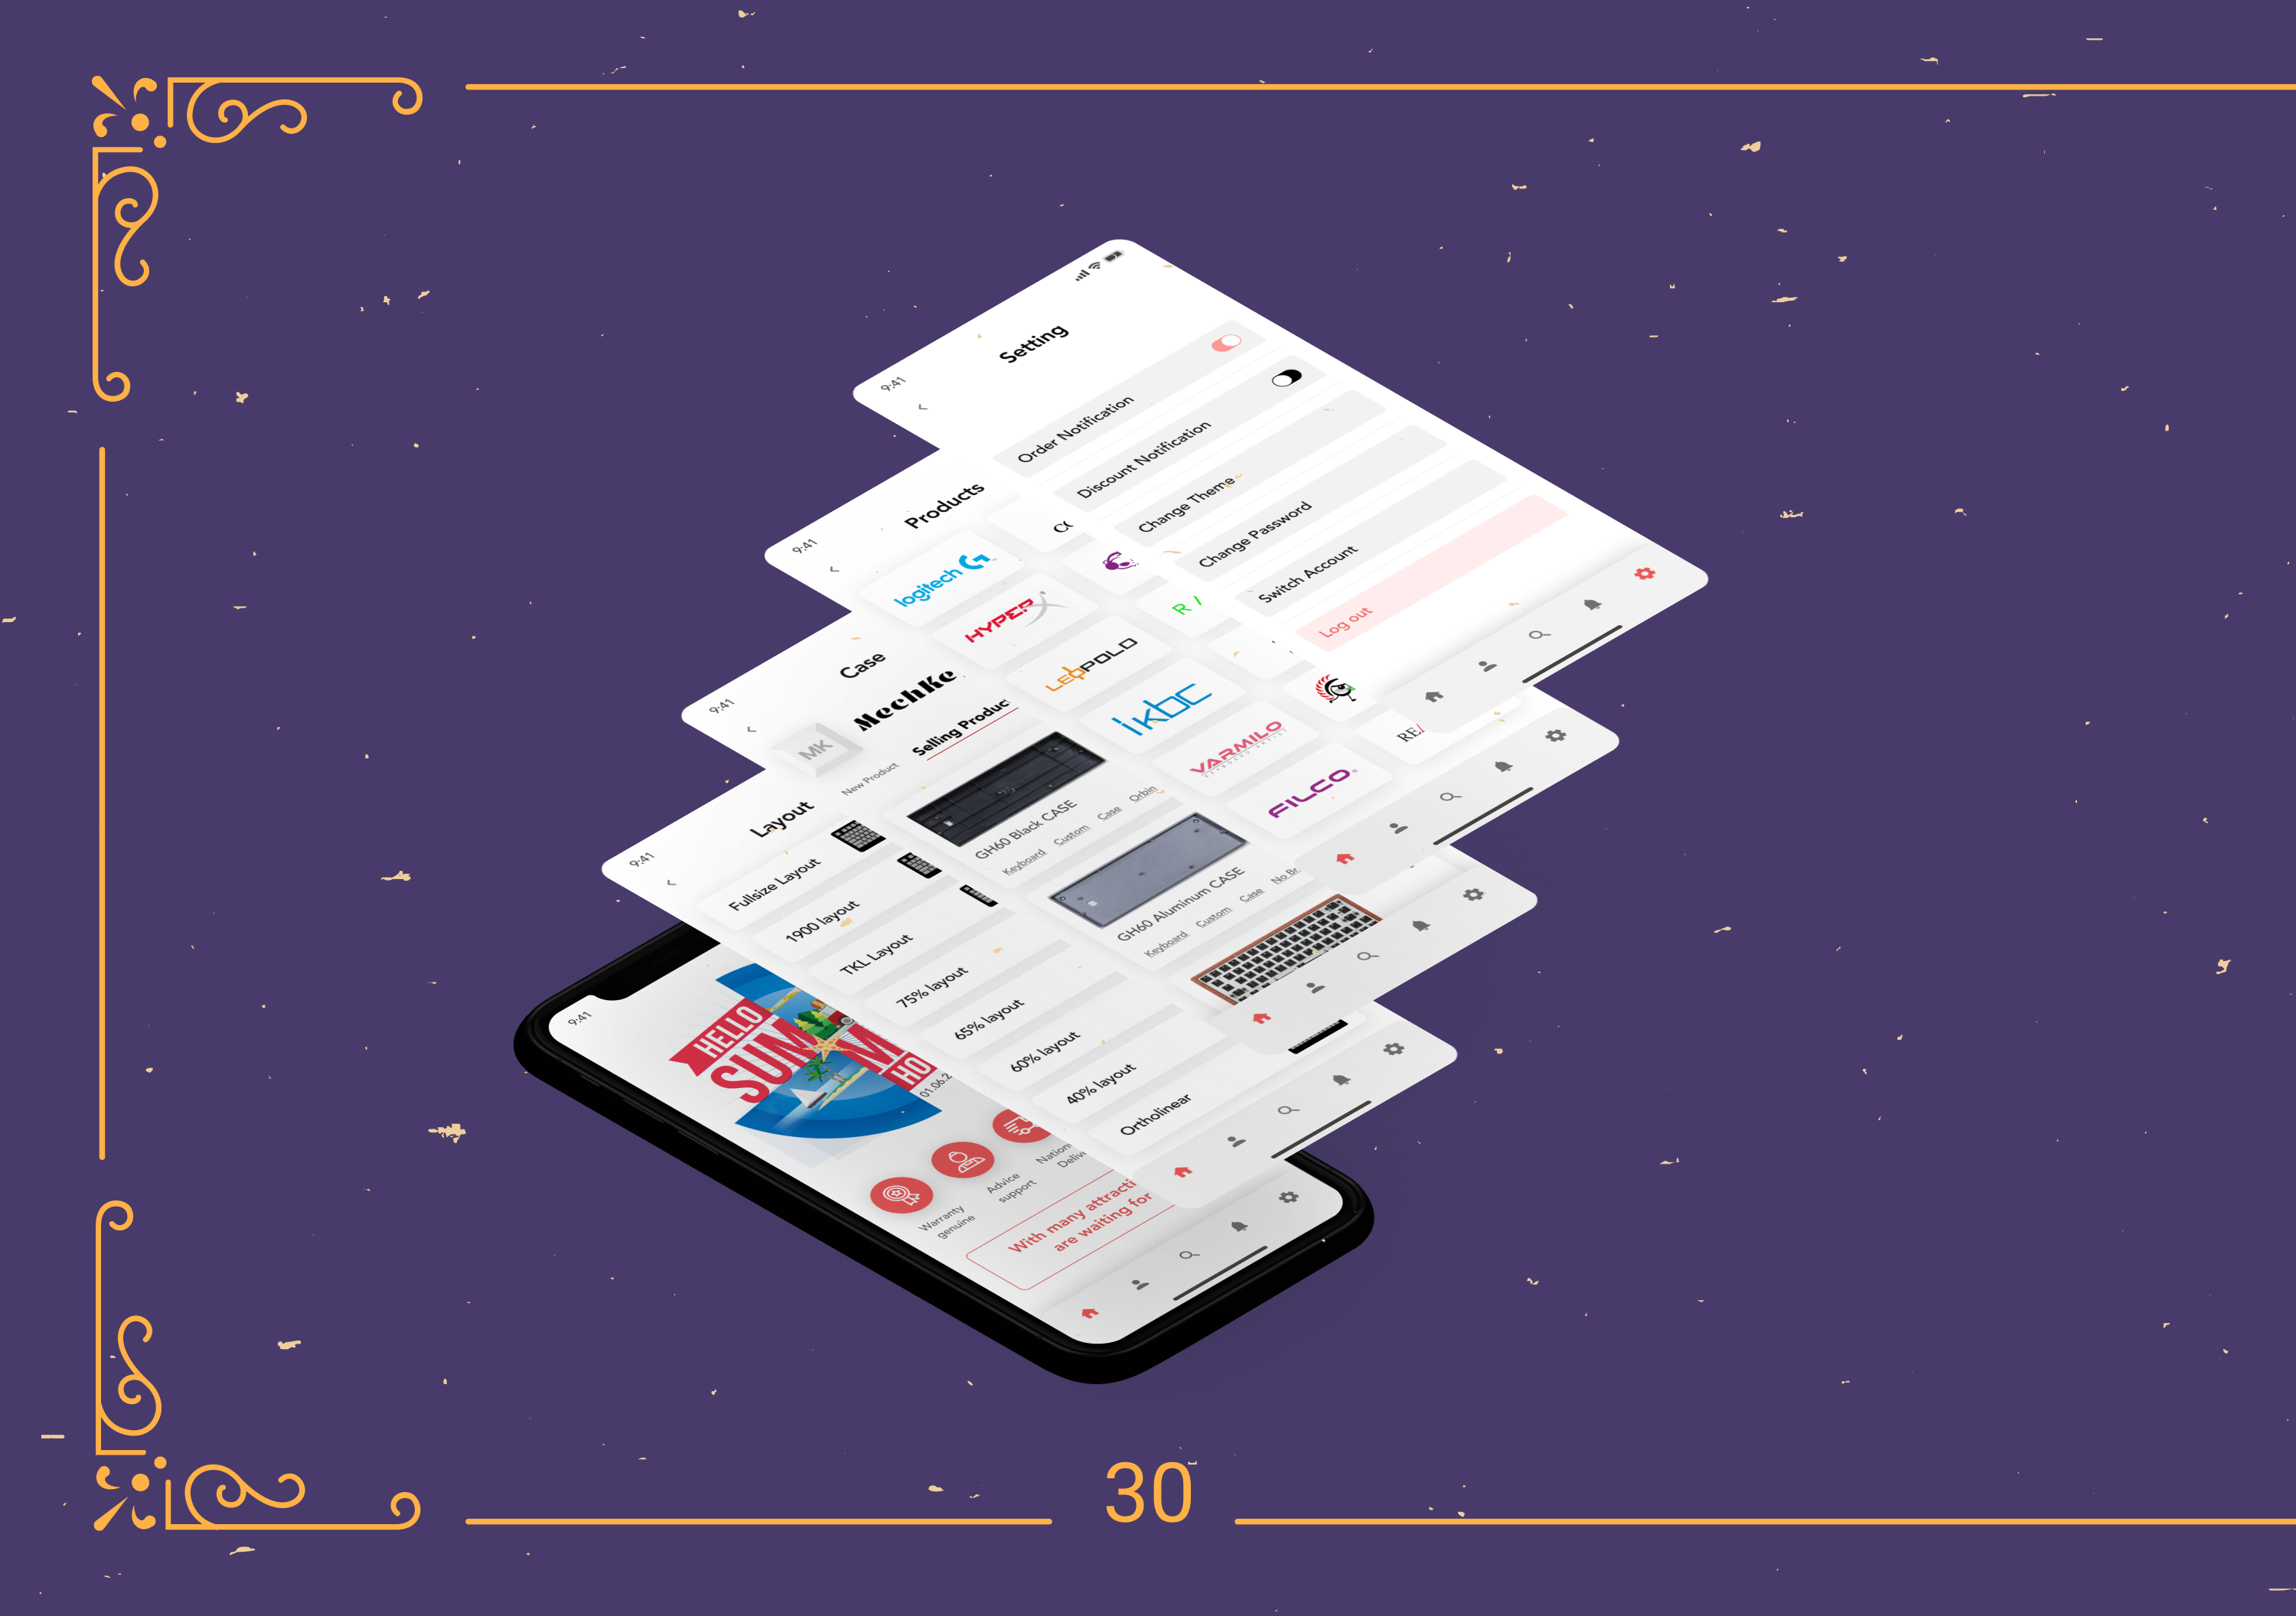 9:41
Setting
Order Notification
Discount Notification
Change Theme
Change Password
Switch Account
Log out
9:41
Products
logitech G
HYPERX
LEOPOLD
ikbc
VARMILO
FILCO
9:41
Case
MK
Mechke
New Product
Selling Produc
GH60 Black CASE
Keyboard Custom Case Orbin
GH60 Aluminum CASE
Keyboard Custom Case No Br
9:41
Layout
Fullsize Layout
1900 layout
TKL Layout
75% layout
65% layout
60% layout
40% layout
Ortholinear
9:41
HELLO
SUMM
HO
01.06.2
Warranty
genuine
Advice
support
Nation
Deliv
With many attracti
are waiting for
30